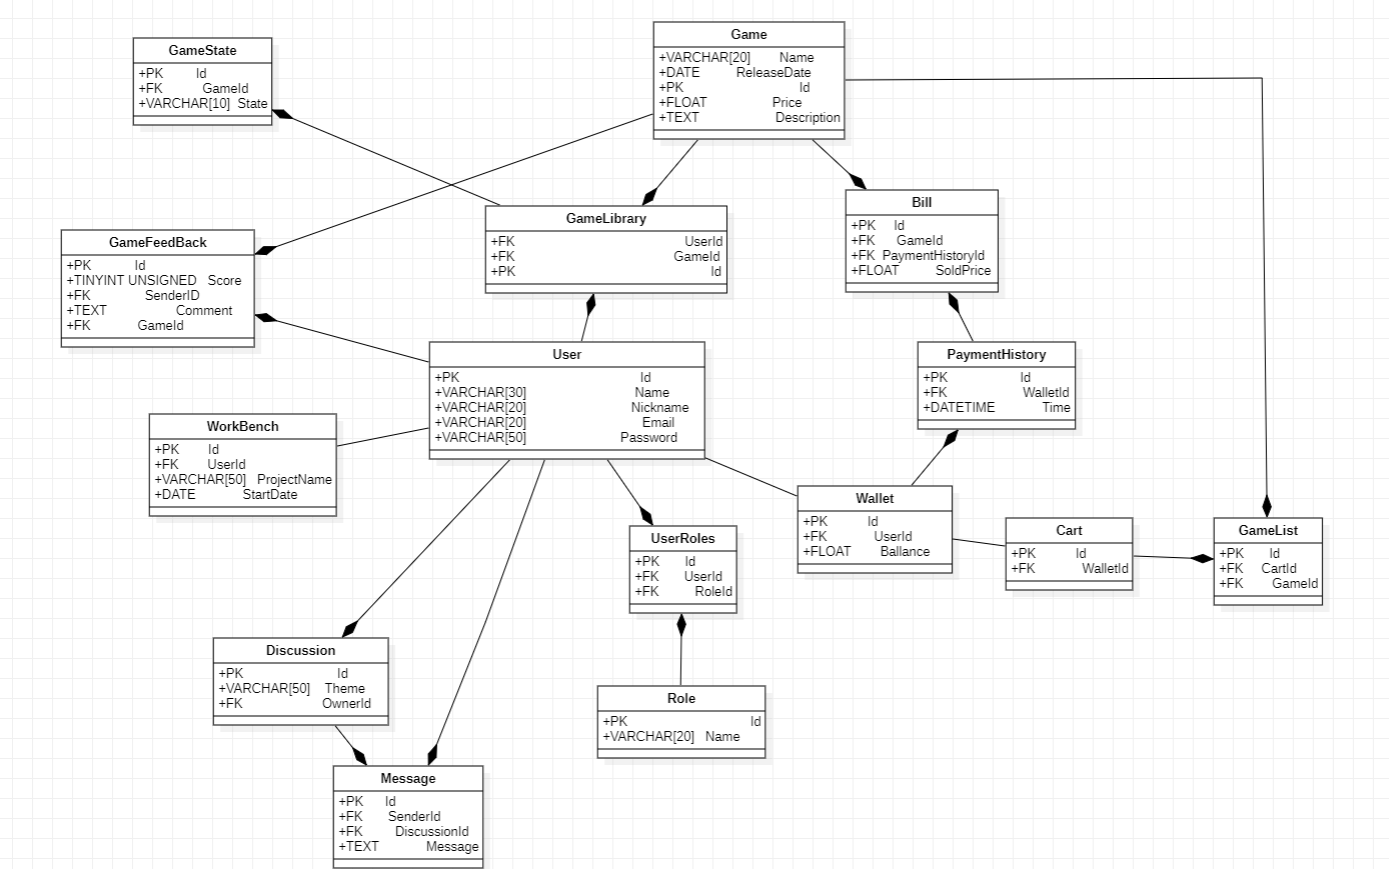 GameState
+PK Id
+FK GameId
+VARCHAR[10] State
Game
+VARCHAR[20] Name
+DATE ReleaseDate
+PK Id
+FLOAT Price
+TEXT Description
GameLibrary
+FK UserId
+FK GameId
+PK Id
Bill
+PK Id
+FK GameId
+FK PaymentHistoryId
+FLOAT SoldPrice
GameFeedBack
+PK Id
+TINYINT UNSIGNED Score
+FK SenderID
+TEXT Comment
+FK GameId
User
+PK Id
+VARCHAR[30] Name
+VARCHAR[20] Nickname
+VARCHAR[20] Email
+VARCHAR[50] Password
PaymentHistory
+PK Id
+FK WalletId
+DATETIME Time
WorkBench
+PK Id
+FK UserId
+VARCHAR[50] ProjectName
+DATE StartDate
Wallet
+PK Id
+FK UserId
+FLOAT Ballance
UserRoles
+PK Id
+FK UserId
+FK RoleId
Cart
+PK Id
+FK WalletId
GameList
+PK Id
+FK CartId
+FK GameId
Discussion
+PK Id
+VARCHAR[50] Theme
+FK OwnerId
Role
+PK Id
+VARCHAR[20] Name
Message
+PK Id
+FK SenderId
+FK DiscussionId
+TEXT Message